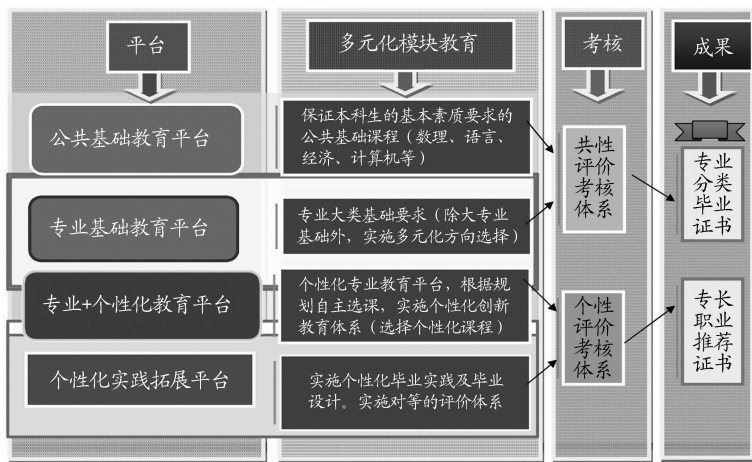 平台
多元化模块教育
考核
成果
公共基础教育平台
保证本科生的基本素质要求的
公共基础课程（数理、语言、
经济、计算机等）
专业基础教育平台
专业大类基础要求（除大专业
基础外，实施多元化方向选择）
专业+个性化教育平台
个性化专业教育平台，根据规
划自主选课，实施个性化创新
教育体系（选择个性化课程）
个性化实践拓展平台
实施个性化毕业实践及毕业
设计。实施对等的评价体系
共性
评价
考核
体系
个性
评价
考核
体系
专业
分类
毕业
证书
专长
职业
推荐
证书